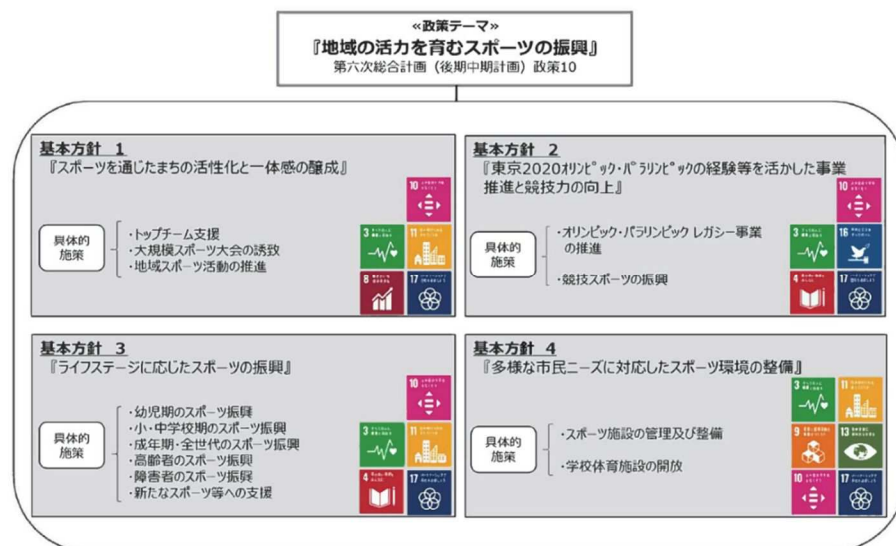 ≪政策テーマ≫
『地域の活力を育むスポーツの振興』
第六次総合計画（後期中期計画）政策10
基本方針 1
『スポーツを通じたまちの活性化と一体感の醸成』
具体的
施策
・トップチーム支援
・大規模スポーツ大会の誘致
・地域スポーツ活動の推進
10
3
11
8
17
基本方針 2
『東京2020オリンピック・パラリンピックの経験等を活かした事業
推進と競技力の向上』
具体的
施策
・オリンピック・パラリンピック レガシー事業
の推進
・競技スポーツの振興
10
3
16
4
17
基本方針 3
『ライフステージに応じたスポーツの振興』
具体的
施策
・幼児期のスポーツ振興
・小・中学校期のスポーツ振興
・成年期・全世代のスポーツ振興
・高齢者のスポーツ振興
・障害者のスポーツ振興
・新たなスポーツ等への支援
10
3
11
4
17
基本方針 4
『多様な市民ニーズに対応したスポーツ環境の整備』
具体的
施策
・スポーツ施設の管理及び整備
・学校体育施設の開放
3
11
9
13
10
17